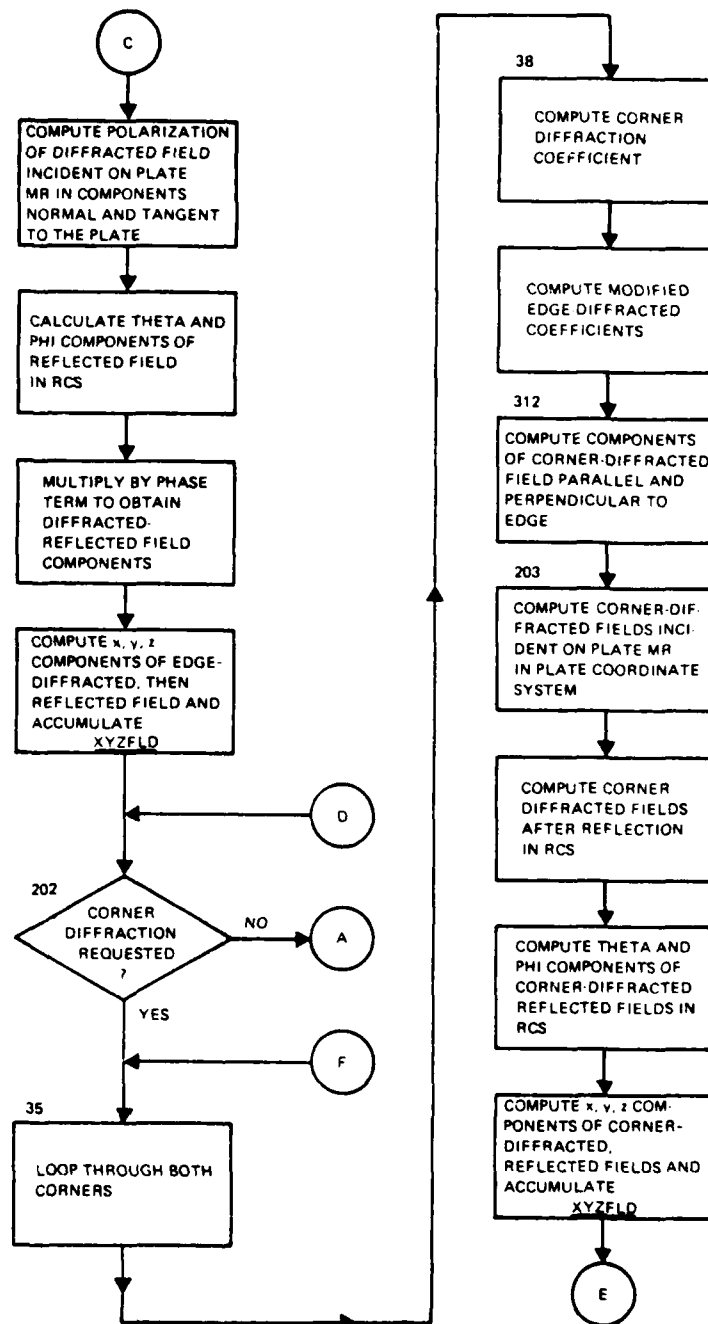 C
COMPUTE POLARIZATION
OF DIFFRACTED FIELD
INCIDENT ON PLATE
MR IN COMPONENTS
NORMAL AND TANGENT
TO THE PLATE
CALCULATE THETA AND
PHI COMPONENTS OF
REFLECTED FIELD
IN RCS
MULTIPLY BY PHASE
TERM TO OBTAIN
DIFFRACTED-
REFLECTED FIELD
COMPONENTS
COMPUTE x, y, z
COMPONENTS OF EDGE-
DIFFRACTED, THEN
REFLECTED FIELD AND
ACCUMULATE
XYZFLD
D
202
CORNER
DIFFRACTION
REQUESTED
?
NO
A
YES
F
35
LOOP THROUGH BOTH
CORNERS
38
COMPUTE CORNER
DIFFRACTION
COEFFICIENT
COMPUTE MODIFIED
EDGE DIFFRACTED
COEFFICIENTS
312
COMPUTE COMPONENTS
OF CORNER-DIFFRACTED
FIELD PARALLEL AND
PERPENDICULAR TO
EDGE
203
COMPUTE CORNER-DIF-
FRACTED FIELDS INCI-
DENT ON PLATE MR
IN PLATE COORDINATE
SYSTEM
COMPUTE CORNER
DIFFRACTED FIELDS
AFTER REFLECTION
IN RCS
COMPUTE THETA AND
PHI COMPONENTS OF
CORNER-DIFFRACTED
REFLECTED FIELDS IN
RCS
COMPUTE x, y, z COM-
PONENTS OF CORNER-
DIFFRACTED,
REFLECTED FIELDS AND
ACCUMULATE
XYZFLD
E